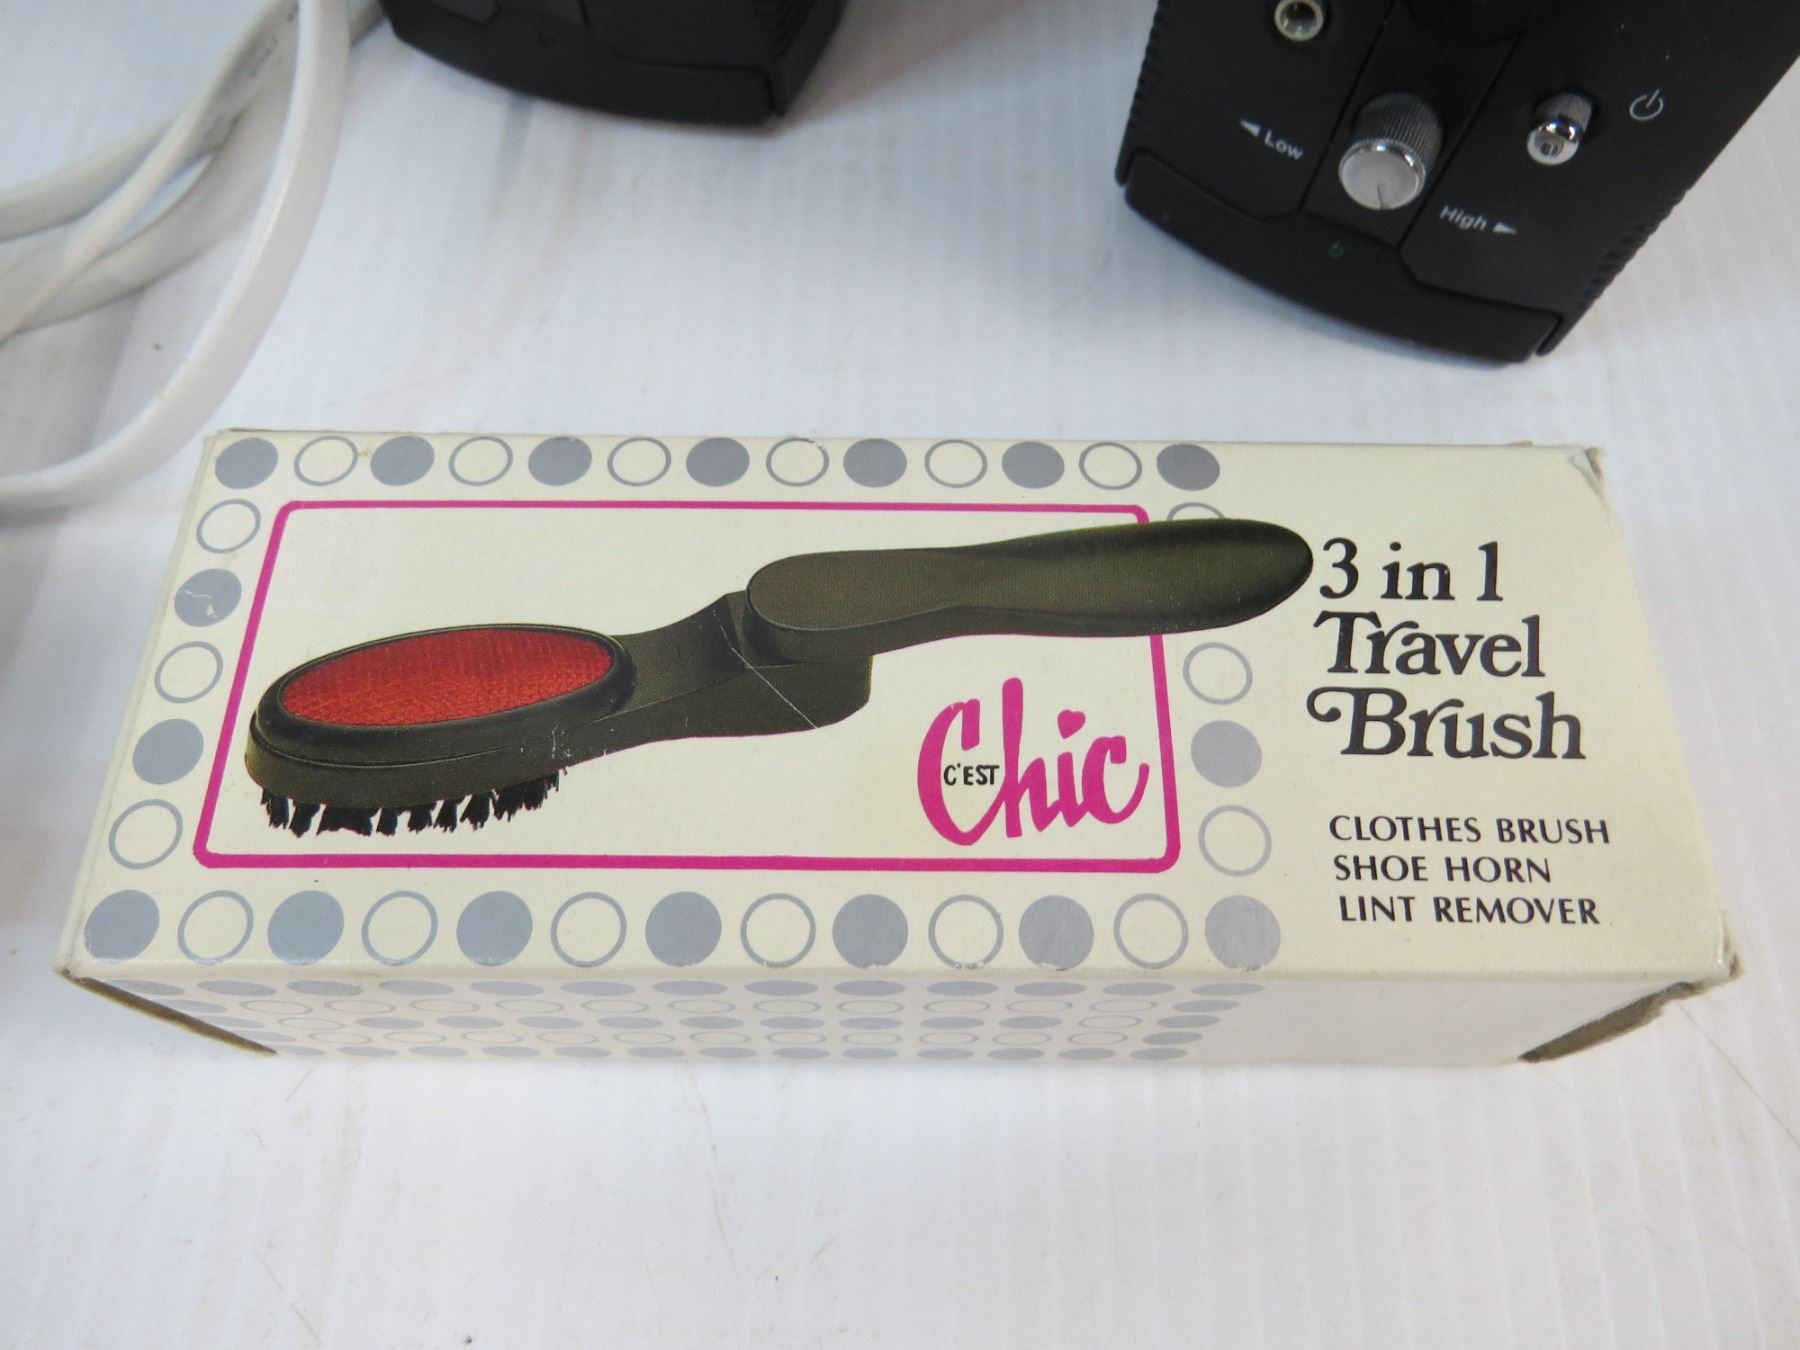 ◄ Low
High ►
3 in 1
Travel
Brush
C'EST
Chic
CLOTHES BRUSH
SHOE HORN
LINT REMOVER